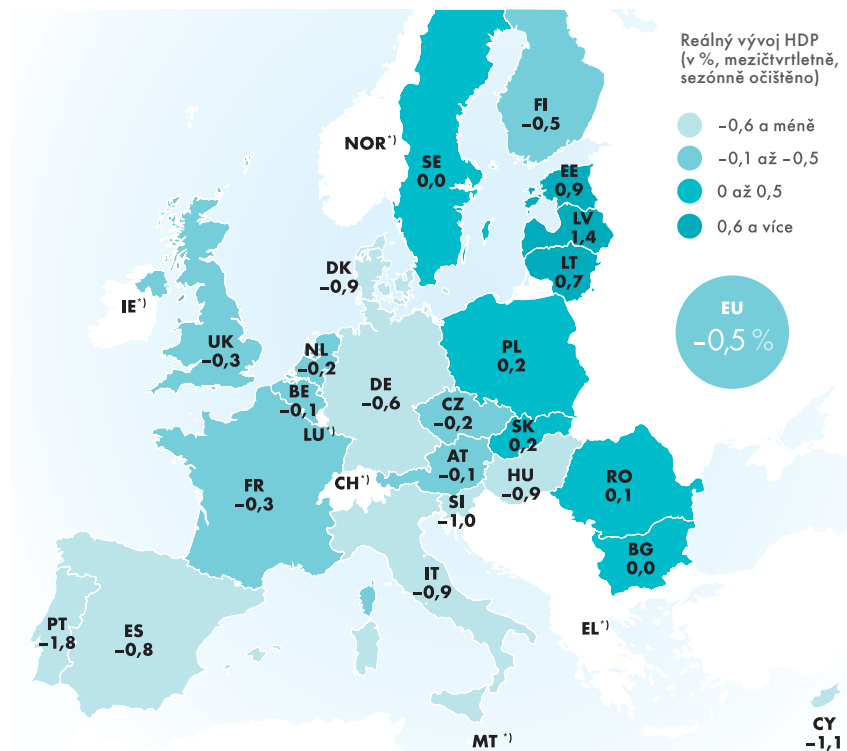 Reálný vývoj HDP
(v %, mezičtvrtletně,
sezónně očištěno)
–0,6 a méně
–0,1 až –0,5
0 až 0,5
0,6 a více
EU
–0,5 %
FI
–0,5
NOR*)
SE
0,0
EE
0,9
LV
1,4
LT
0,7
DK
–0,9
IE*)
UK
–0,3
NL
–0,2
BE
–0,1
LU*)
DE
–0,6
PL
0,2
CZ
–0,2
SK
0,2
AT
–0,1
HU
–0,9
CH*)
SI
–1,0
FR
–0,3
RO
0,1
BG
0,0
IT
–0,9
PT
–1,8
ES
–0,8
EL*)
MT *)
CY
–1,1